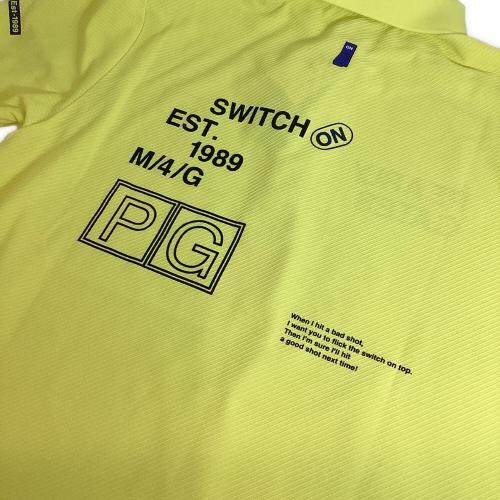 Est-1989
ON
SWITCH ON
EST.
1989
M/4/G
PG
When I hit a bad shot,
I want you to flick the switch on top.
Then I'm sure I'll hit
a good shot next time!